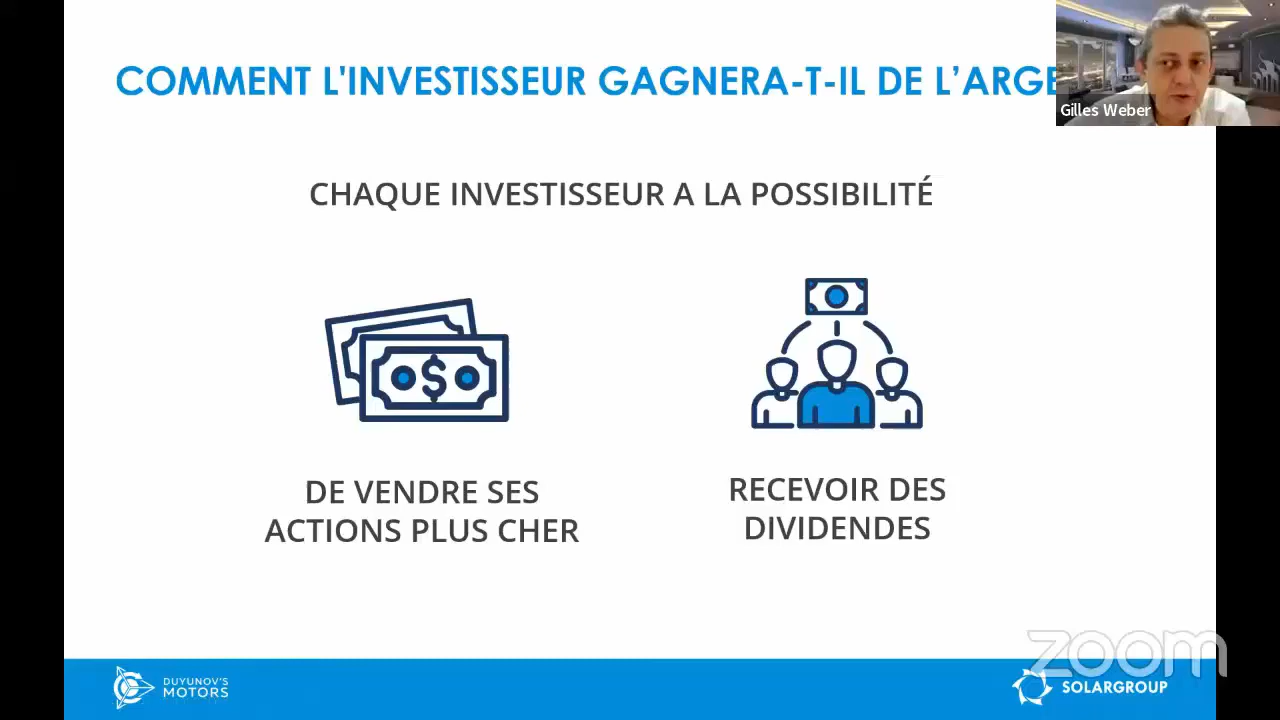 COMMENT L'INVESTISSEUR GAGNERA-T-IL DE L’ARGE
Gilles Weber
CHAQUE INVESTISSEUR A LA POSSIBILITÉ
$
DE VENDRE SES
ACTIONS PLUS CHER
RECEVOIR DES
DIVIDENDES
zoom
DUYUNOV'S
MOTORS
SOLARGROUP